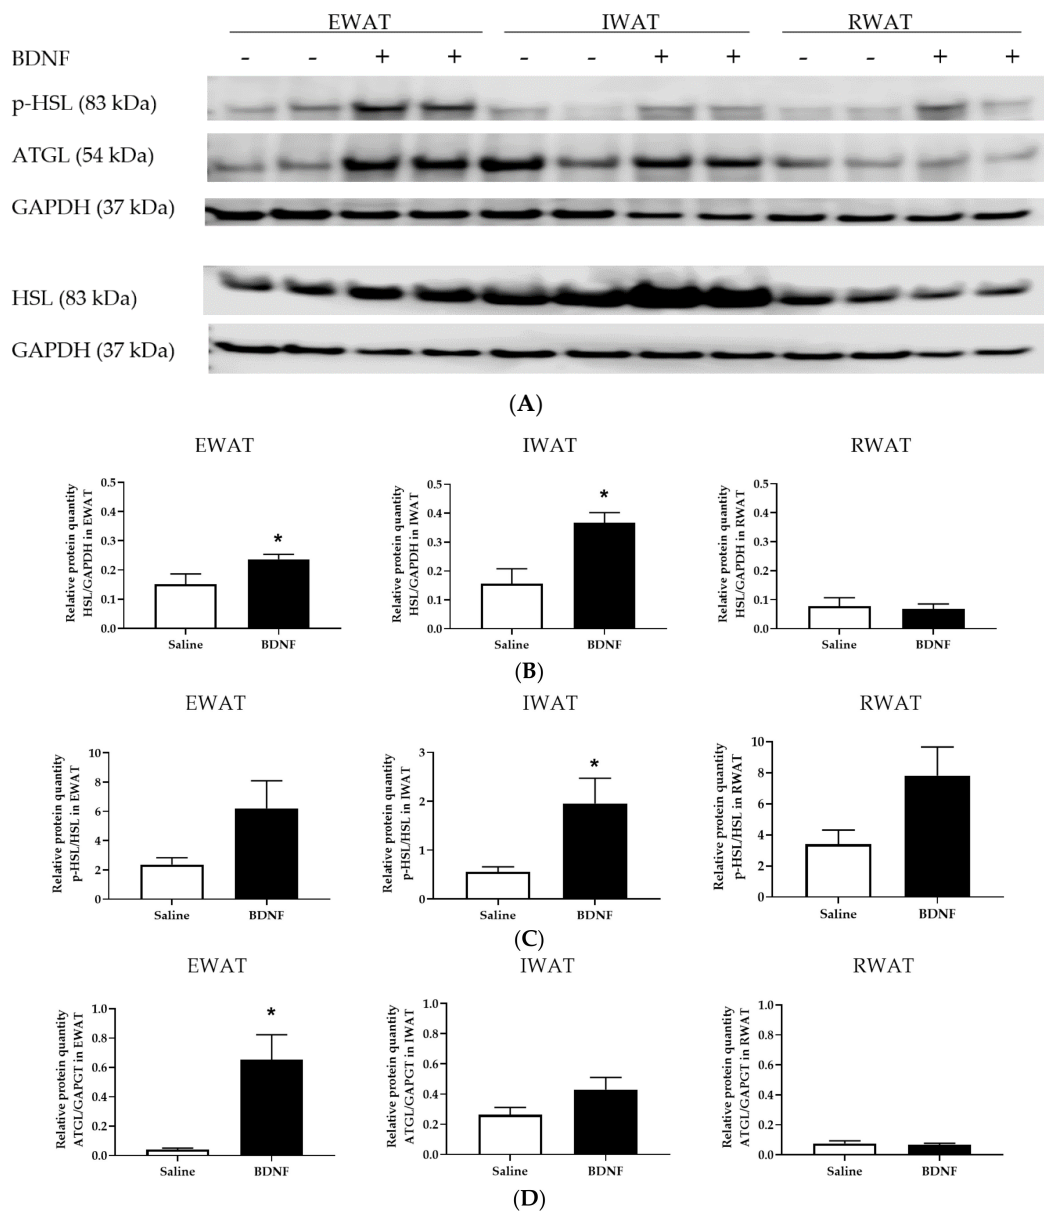 EWAT IWAT RWAT
BDNF - - + + - - + + - - + +
p-HSL (83 kDa)
ATGL (54 kDa)
GAPDH (37 kDa)
HSL (83 kDa)
GAPDH (37 kDa)
(A)
EWAT IWAT RWAT
Relative protein quantity
HSL/GAPDH in EWAT
0.5
0.4
0.3
0.2
0.1
0.0
*
Saline BDNF
Relative protein quantity
HSL/GAPDH in IWAT
0.5
0.4
0.3
0.2
0.1
0.0
*
Saline BDNF
Relative protein quantity
HSL/GAPDH in RWAT
0.5
0.4
0.3
0.2
0.1
0.0
Saline BDNF
(B)
EWAT IWAT RWAT
Relative protein quantity
p-HSL/HSL in EWAT
10
8
6
4
2
0
Saline BDNF
Relative protein quantity
p-HSL/HSL in IWAT
3
2
1
0
*
Saline BDNF
Relative protein quantity
p-HSL/HSL in RWAT
10
8
6
4
2
0
Saline BDNF
(C)
EWAT IWAT RWAT
Relative protein quantity
ATGL/GAPGT in EWAT
1.0
0.8
0.6
0.4
0.2
0.0
*
Saline BDNF
Relative protein quantity
ATGL/GAPGT in IWAT
1.0
0.8
0.6
0.4
0.2
0.0
Saline BDNF
Relative protein quantity
ATGL/GAPGT in RWAT
1.0
0.8
0.6
0.4
0.2
0.0
Saline BDNF
(D)